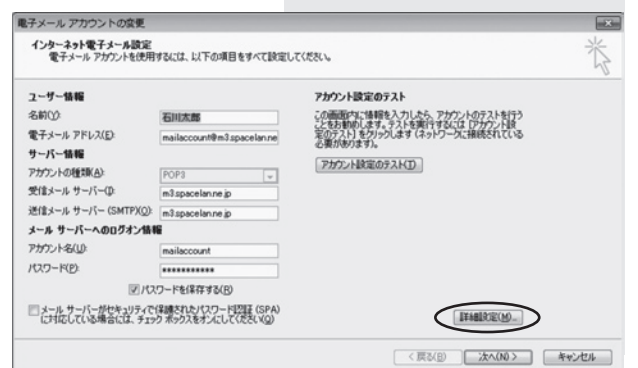 電子メール アカウントの変更
インターネット電子メール設定
電子メール アカウントを使用するには、以下の項目をすべて設定してください。
ユーザー情報
名前(Y):
石川太郎
電子メール アドレス(E):
mailaccount@m3.spacelan.ne
サーバー情報
アカウントの種類(A):
POP3
受信メール サーバー(I):
m3.spacelan.ne.jp
送信メール サーバー (SMTP)(O):
m3.spacelan.ne.jp
メール サーバーへのログオン情報
アカウント名(U):
mailaccount
パスワード(P):
***********
パスワードを保存する(R)
メール サーバーがセキュリティで保護されたパスワード認証 (SPA)
に対応している場合には、チェック ボックスをオンにしてください(Q)
アカウント設定のテスト
この画面内に情報を入力したら、アカウントのテストを行う
ことをお勧めします。テストを実行するには [アカウント設
定のテスト] をクリックします (ネットワークに接続されている
必要があります)。
アカウント設定のテスト(T)
詳細設定(M)...
< 戻る(B)
次へ(N) >
キャンセル